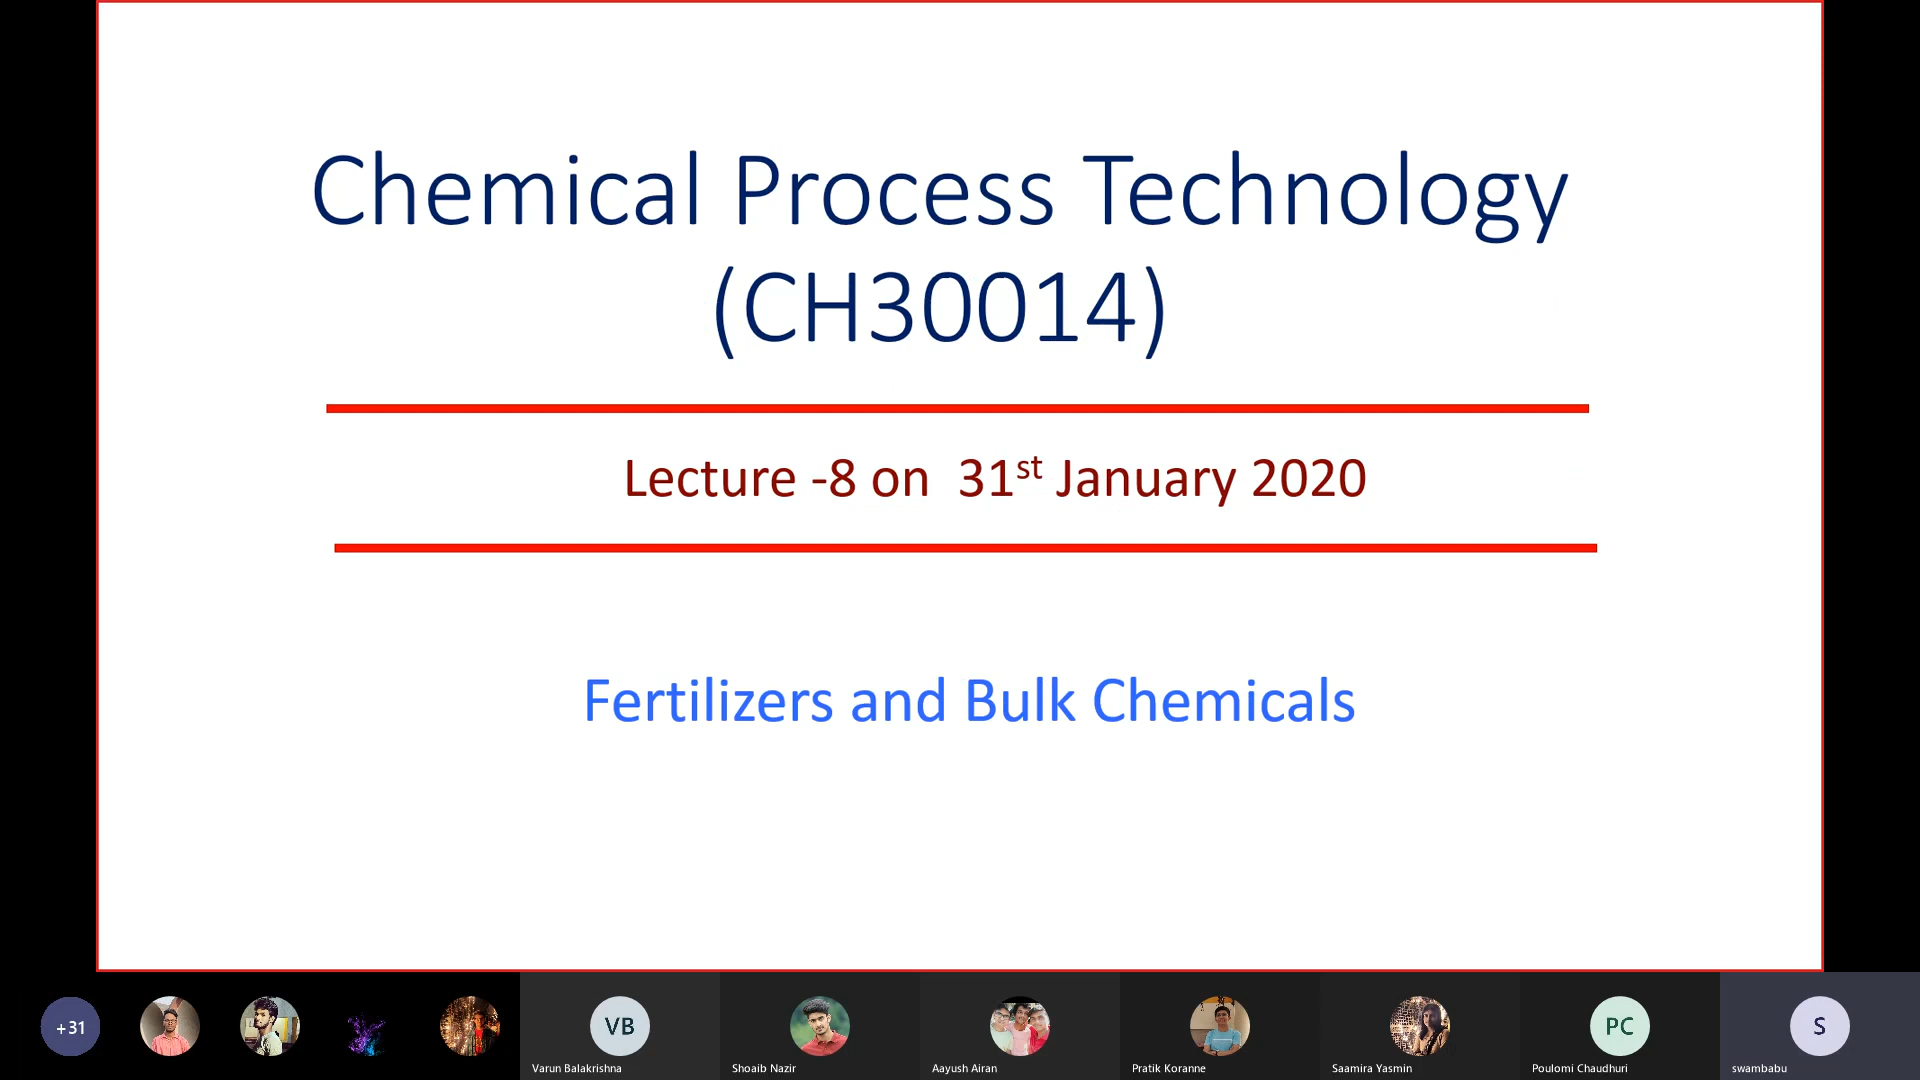 Chemical Process Technology
(CH30014)
Lecture -8 on 31st January 2020
Fertilizers and Bulk Chemicals
+31
VB
PC
S
Varun Balakrishna
Shoaib Nazir
Aayush Airan
Pratik Koranne
Saamira Yasmin
Poulomi Chaudhuri
swambabu